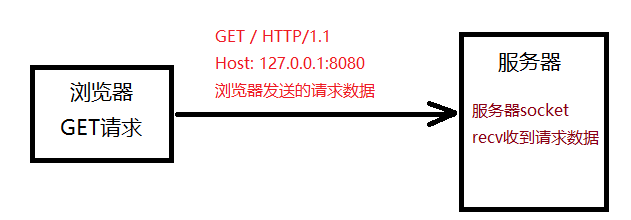 浏览器
GET请求
GET / HTTP/1.1
Host: 127.0.0.1:8080
浏览器发送的请求数据
服务器
服务器socket
recv收到请求数据